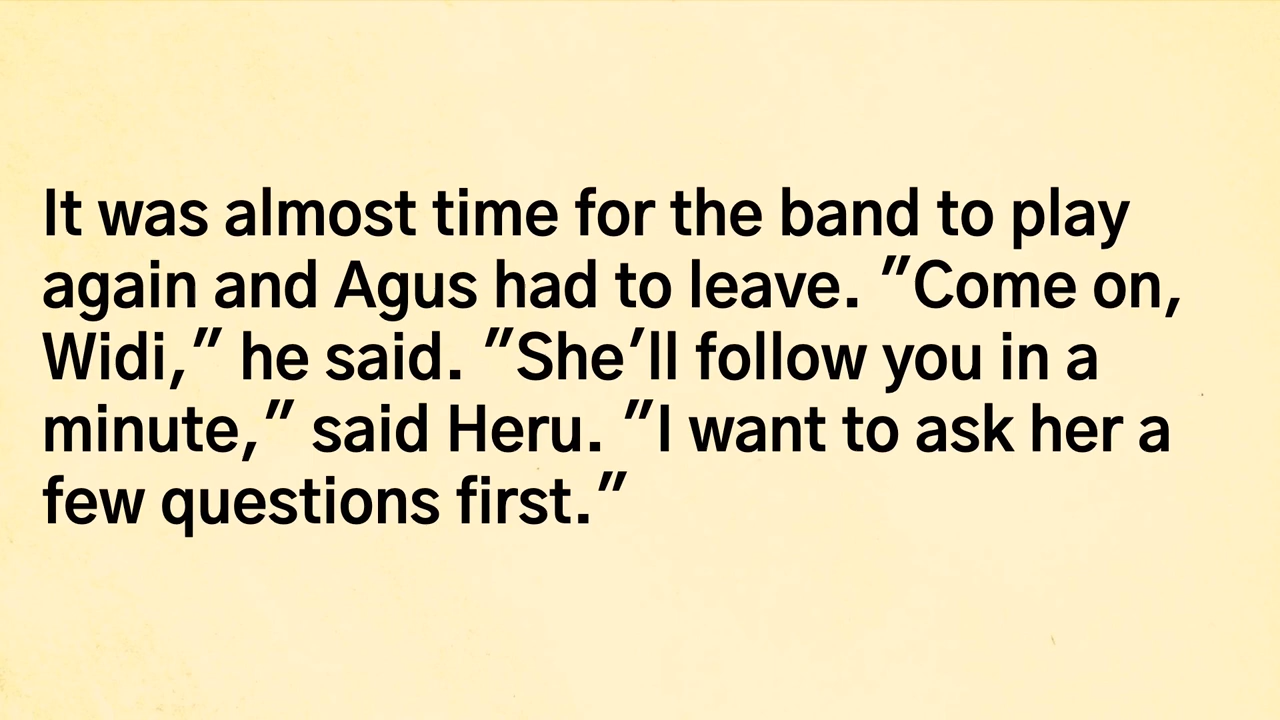 It was almost time for the band to play
again and Agus had to leave. "Come on,
Widi," he said. "She'll follow you in a
minute," said Heru. "I want to ask her a
few questions first."